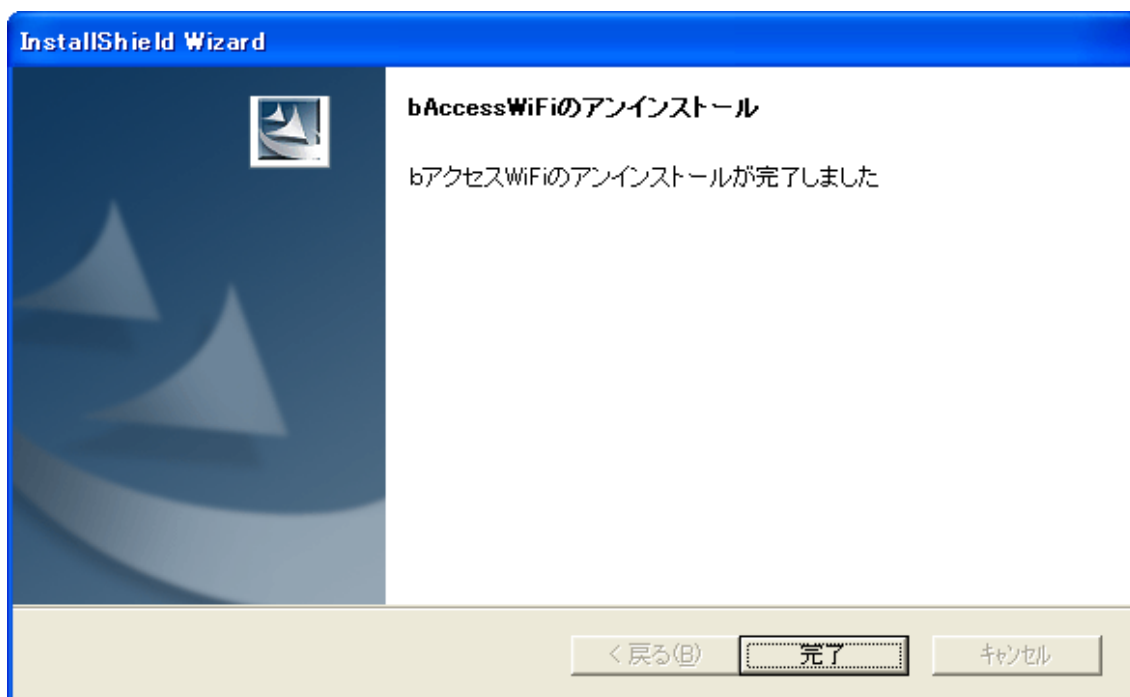 InstallShield Wizard
bAccessWiFiのアンインストール
bアクセスWiFiのアンインストールが完了しました
< 戻る(B)
完了
キャンセル